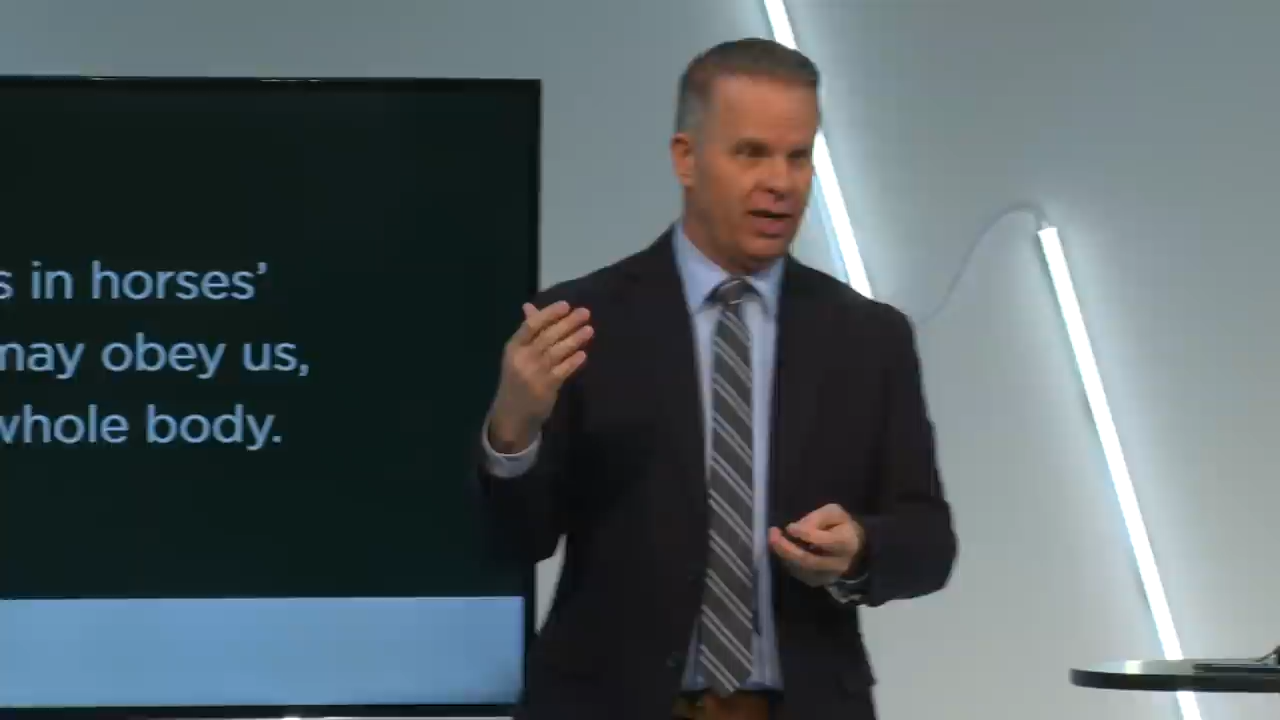 in horses’
may obey us,
whole body.